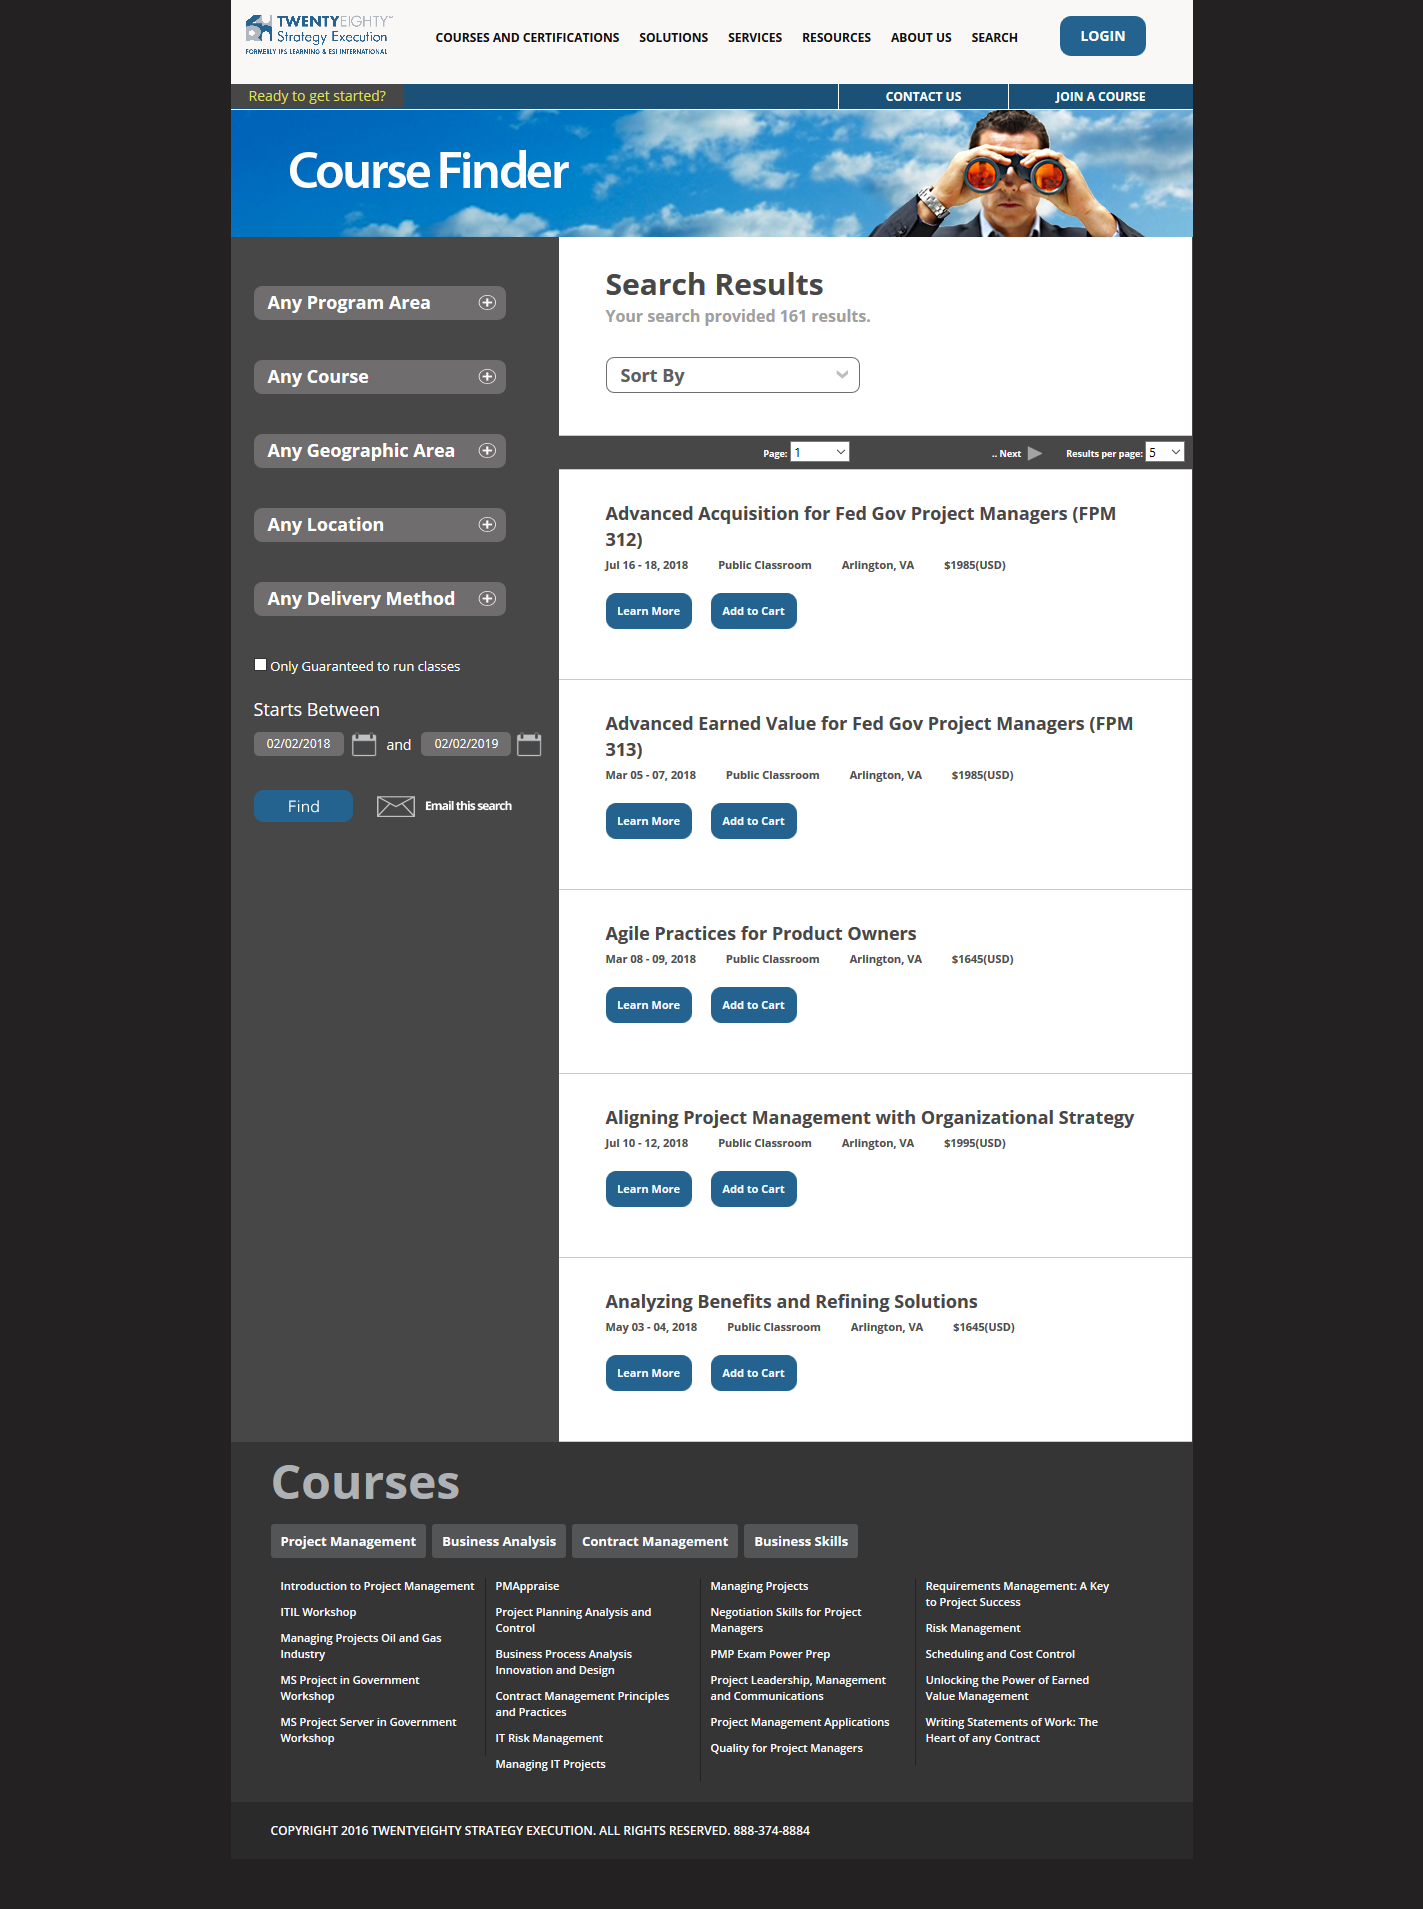 TWENTYEIGHTY™
Strategy Execution
FORMERLY IPS LEARNING & ESI INTERNATIONAL
COURSES AND CERTIFICATIONS SOLUTIONS SERVICES RESOURCES ABOUT US SEARCH LOGIN
Ready to get started? CONTACT US JOIN A COURSE
Course Finder
Any Program Area
Any Course
Any Geographic Area
Any Location
Any Delivery Method
Only Guaranteed to run classes
Starts Between
02/02/2018 and 02/02/2019
Find Email this search
Search Results
Your search provided 161 results.
Sort By
Page: 1 .. Next Results per page: 5
Advanced Acquisition for Fed Gov Project Managers (FPM
312)
Jul 16 - 18, 2018 Public Classroom Arlington, VA $1985(USD)
Learn More Add to Cart
Advanced Earned Value for Fed Gov Project Managers (FPM
313)
Mar 05 - 07, 2018 Public Classroom Arlington, VA $1985(USD)
Learn More Add to Cart
Agile Practices for Product Owners
Mar 08 - 09, 2018 Public Classroom Arlington, VA $1645(USD)
Learn More Add to Cart
Aligning Project Management with Organizational Strategy
Jul 10 - 12, 2018 Public Classroom Arlington, VA $1995(USD)
Learn More Add to Cart
Analyzing Benefits and Refining Solutions
May 03 - 04, 2018 Public Classroom Arlington, VA $1645(USD)
Learn More Add to Cart
Courses
Project Management Business Analysis Contract Management Business Skills
Introduction to Project Management
ITIL Workshop
Managing Projects Oil and Gas
Industry
MS Project in Government
Workshop
MS Project Server in Government
Workshop
PMAppraise
Project Planning Analysis and
Control
Business Process Analysis
Innovation and Design
Contract Management Principles
and Practices
IT Risk Management
Managing IT Projects
Managing Projects
Negotiation Skills for Project
Managers
PMP Exam Power Prep
Project Leadership, Management
and Communications
Project Management Applications
Quality for Project Managers
Requirements Management: A Key
to Project Success
Risk Management
Scheduling and Cost Control
Unlocking the Power of Earned
Value Management
Writing Statements of Work: The
Heart of any Contract
COPYRIGHT 2016 TWENTYEIGHTY STRATEGY EXECUTION. ALL RIGHTS RESERVED. 888-374-8884